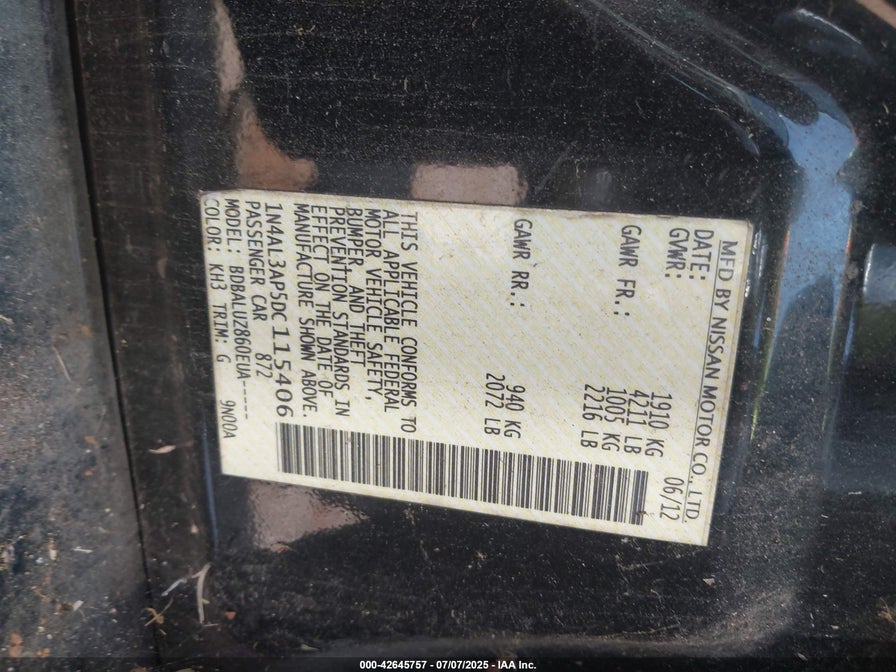 MFD BY NISSAN MOTOR CO., LTD.
DATE: 06/12
GVWR: 1910 KG
4211 LB
GAWR FR.: 1005 KG
2216 LB
GAWR RR.: 940 KG
2072 LB
THIS VEHICLE CONFORMS TO
ALL APPLICABLE FEDERAL
MOTOR VEHICLE SAFETY,
BUMPER, AND THEFT
PREVENTION STANDARDS IN
EFFECT ON THE DATE OF
MANUFACTURE SHOWN ABOVE.
1N4AL3AP5DC115406
PASSENGER CAR 872
MODEL: BDBALUZ860EUA-----
COLOR: KH3 TRIM: G 9N00A
000-42645757 - 07/07/2025 - IAA Inc.